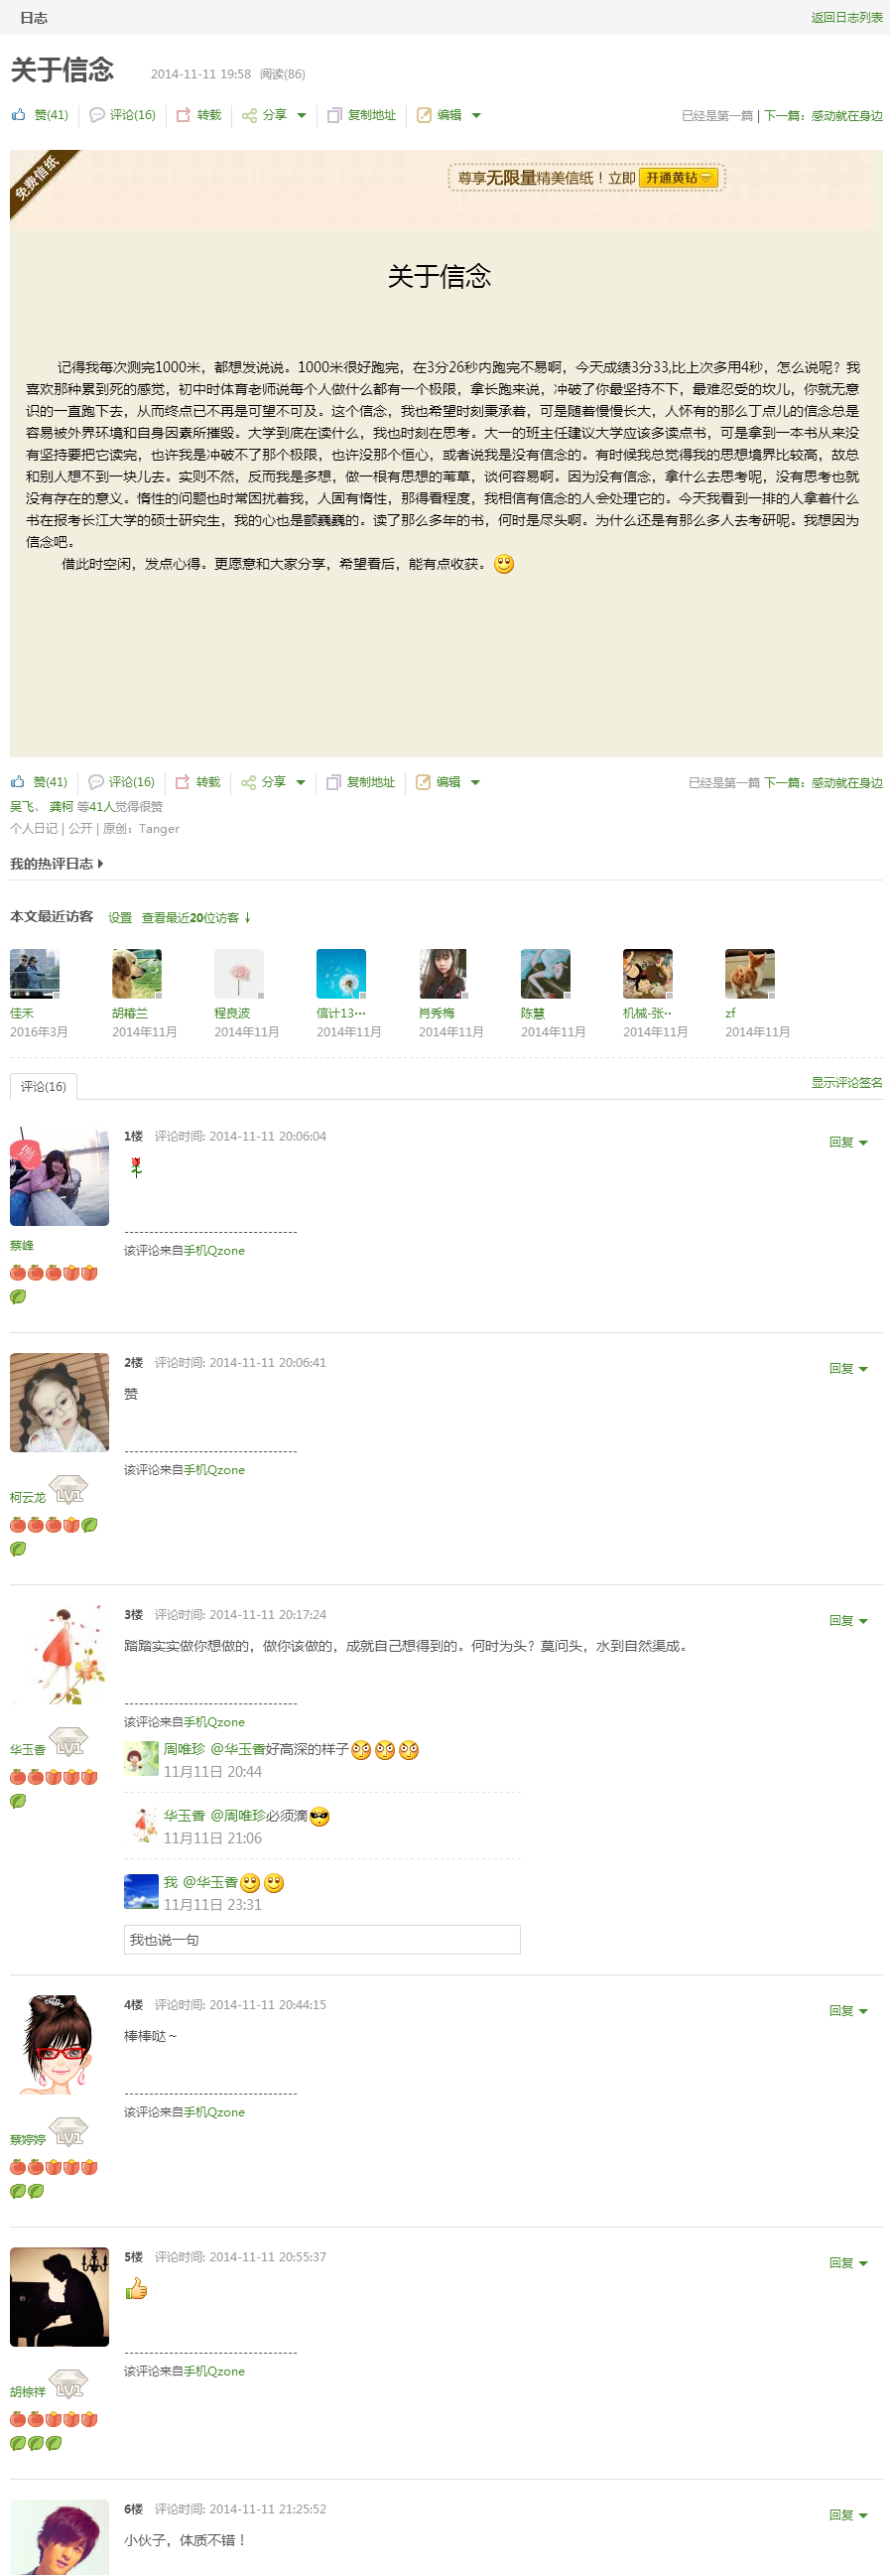 日志 返回日志列表
关于信念 2014-11-11 19:58 阅读(86)
赞(41) 评论(16) 转载 分享 复制地址 编辑 已经是第一篇 | 下一篇：感动就在身边
免费信纸
尊享无限量精美信纸！立即 开通黄钻
关于信念
记得我每次测完1000米，都想发说说。1000米很好跑完，在3分26秒内跑完不易啊，今天成绩3分33,比上次多用4秒，怎么说呢？我
喜欢那种累到死的感觉，初中时体育老师说每个人做什么都有一个极限，拿长跑来说，冲破了你最坚持不下，最难忍受的坎儿，你就无意
识的一直跑下去，从而终点已不再是可望不可及。这个信念，我也希望时刻秉承着，可是随着慢慢长大，人怀有的那么丁点儿的信念总是
容易被外界环境和自身因素所摧毁。大学到底在读什么，我也时刻在思考。大一的班主任建议大学应该多读点书，可是拿到一本书从来没
有坚持要把它读完，也许我是冲破不了那个极限，也许没那个恒心，或者说我是没有信念的。有时候我总觉得我的思想境界比较高，故总
和别人想不到一块儿去。实则不然，反而我是多想，做一根有思想的苇草，谈何容易啊。因为没有信念，拿什么去思考呢，没有思考也就
没有存在的意义。惰性的问题也时常困扰着我，人固有惰性，那得看程度，我相信有信念的人会处理它的。今天我看到一排的人拿着什么
书在报考长江大学的硕士研究生，我的心也是颤巍巍的。读了那么多年的书，何时是尽头啊。为什么还是有那么多人去考研呢。我想因为
信念吧。
借此时空闲，发点心得。更愿意和大家分享，希望看后，能有点收获。
赞(41) 评论(16) 转载 分享 复制地址 编辑 已经是第一篇 下一篇：感动就在身边
吴飞、 龚柯 等41人觉得很赞
个人日记 | 公开 | 原创：Tanger
我的热评日志
本文最近访客 设置 查看最近20位访客 ↓
佳禾 胡椿兰 程良波 信计13… 肖秀梅 陈慧 机械-张·· zf
2016年3月 2014年11月 2014年11月 2014年11月 2014年11月 2014年11月 2014年11月 2014年11月
评论(16) 显示评论签名
1楼 评论时间: 2014-11-11 20:06:04 回复
----------------------------------
该评论来自手机Qzone
蔡峰
2楼 评论时间: 2014-11-11 20:06:41 回复
赞
----------------------------------
该评论来自手机Qzone
柯云龙 LV1
3楼 评论时间: 2014-11-11 20:17:24 回复
踏踏实实做你想做的，做你该做的，成就自己想得到的。何时为头？莫问头，水到自然渠成。
----------------------------------
该评论来自手机Qzone
华玉香 LV1
周唯珍 @华玉香好高深的样子
11月11日 20:44
华玉香 @周唯珍必须滴
11月11日 21:06
我 @华玉香
11月11日 23:31
我也说一句
4楼 评论时间: 2014-11-11 20:44:15 回复
棒棒哒～
----------------------------------
该评论来自手机Qzone
蔡婷婷 LV1
5楼 评论时间: 2014-11-11 20:55:37 回复
----------------------------------
该评论来自手机Qzone
胡棕祥 LV1
6楼 评论时间: 2014-11-11 21:25:52 回复
小伙子，体质不错！